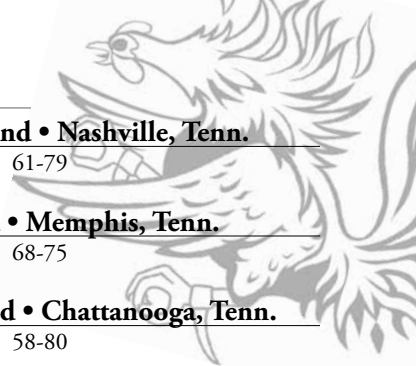 nd • Nashville, Tenn.
61-79
• Memphis, Tenn.
68-75
d • Chattanooga, Tenn.
58-80